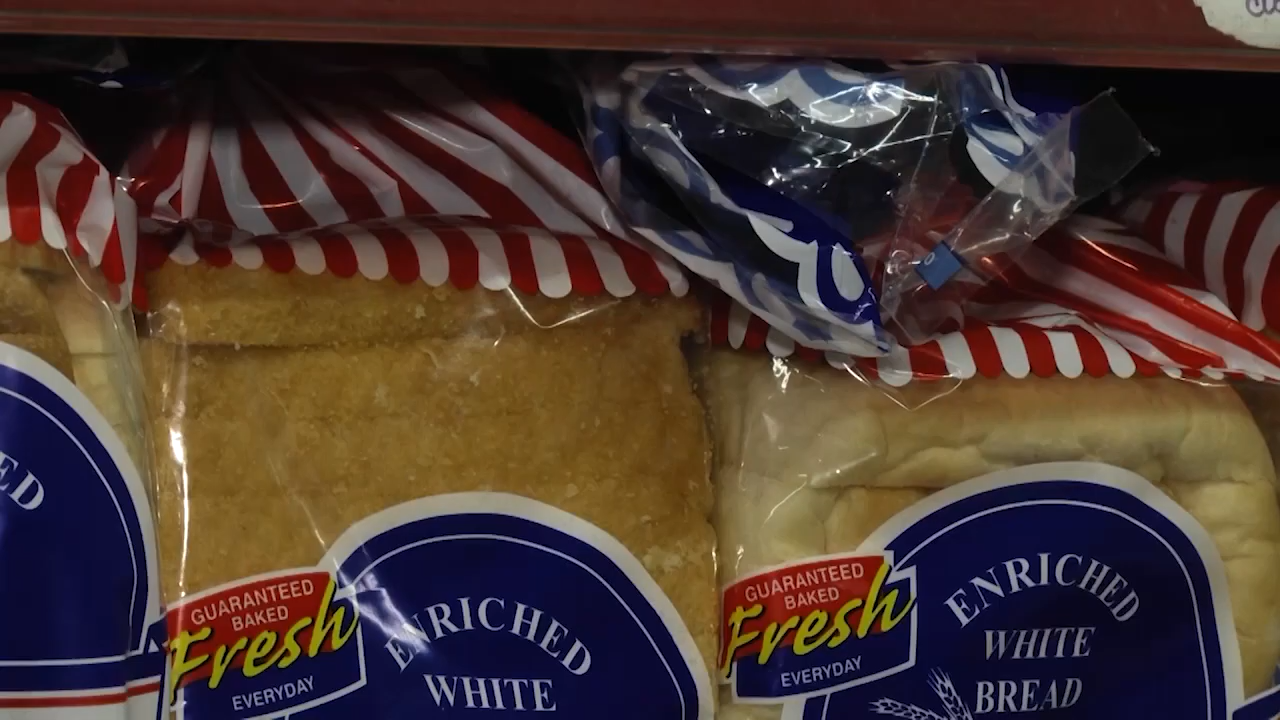 ED
GUARANTEED
BAKED
Fresh
EVERYDAY
ENRICHED
WHITE
GUARANTEED
BAKED
Fresh
EVERYDAY
ENRICHED
WHITE
BREAD